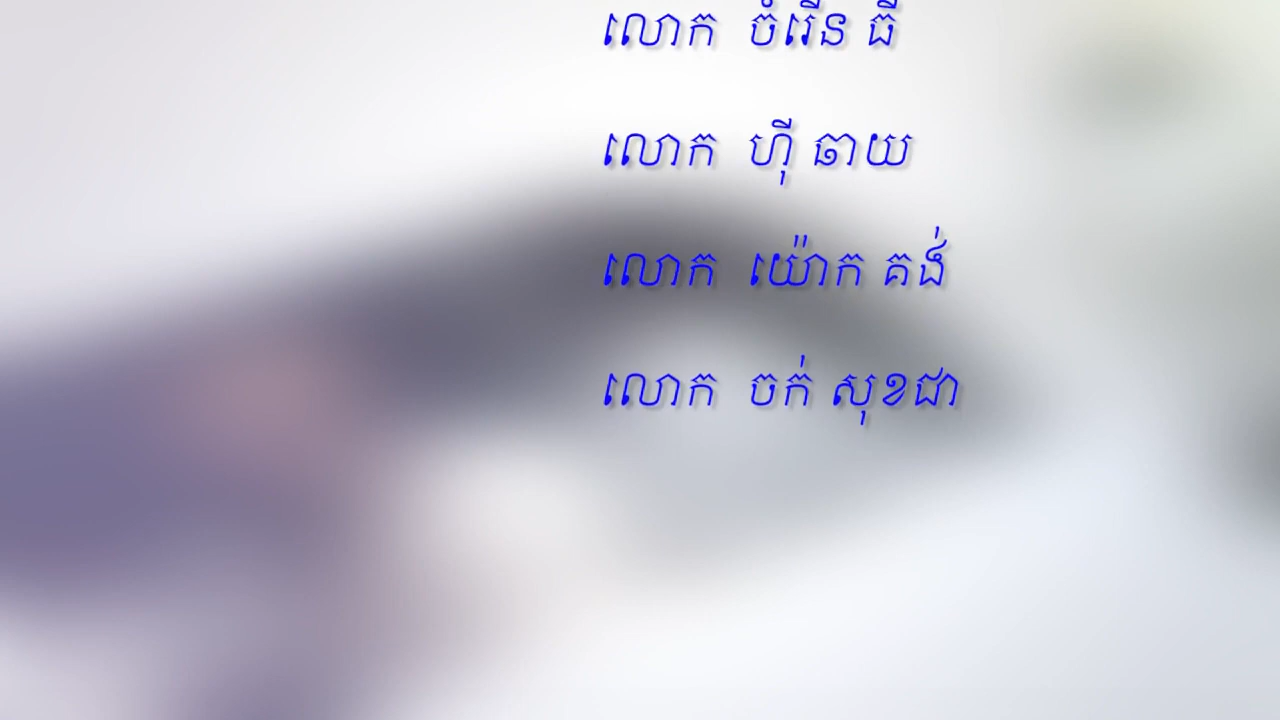 លោក ចំរើន ធី
លោក ហ៊ី ឆាយ
លោក យ៉ោក គង់
លោក ចក់ សុខជា